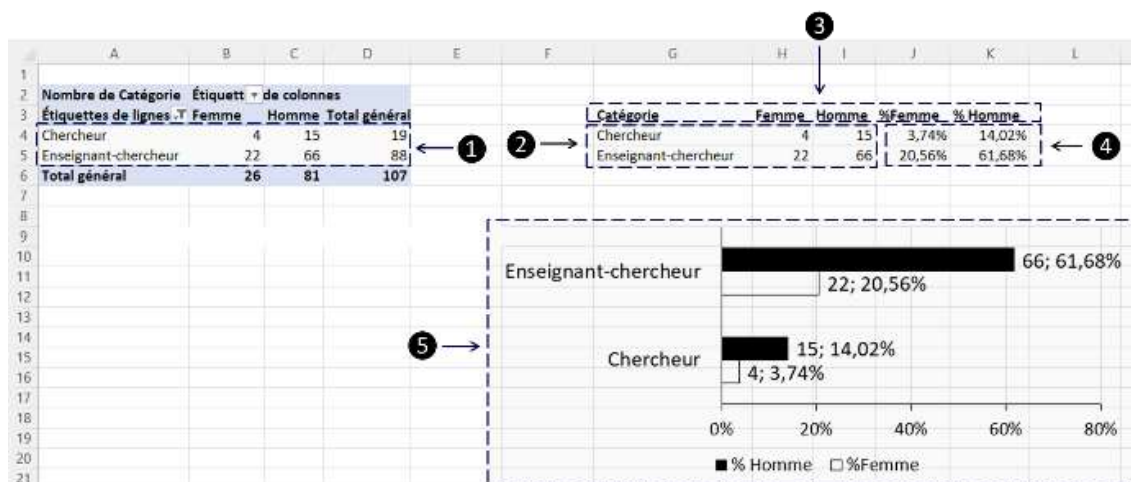 3
A B C D E F G H I J K L
1
2 Nombre de Catégorie Étiquett de colonnes
3 Étiquettes de lignes Femme Homme Total général Catégorie Femme Homme %Femme % Homme
4 Chercheur 4 15 19 Chercheur 4 15 3,74% 14,02%
5 Enseignant-chercheur 22 66 88 1 2 Enseignant-chercheur 22 66 20,56% 61,68% 4
6 Total général 26 81 107
7
8
9
10 Enseignant-chercheur 66; 61,68%
11 22; 20,56%
12
13
14
15 5 Chercheur 15; 14,02%
16 4; 3,74%
17
18
19 0% 20% 40% 60% 80%
20 % Homme %Femme
21